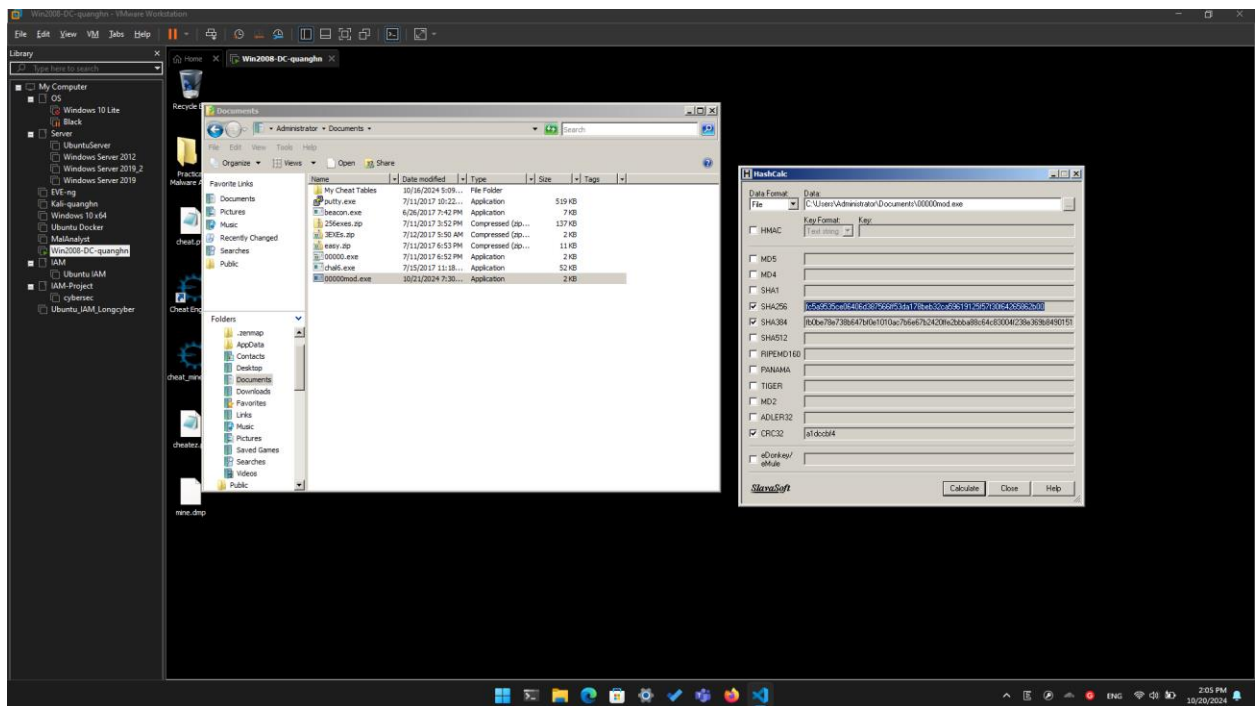 Win2008-DC-quanghn - VMware Workstation
File Edit View VM Tabs Help
Library
Type here to search
My Computer
OS
Windows 10 Lite
Black
Server
UbuntuServer
Windows Server 2012
Windows Server 2019_2
Windows Server 2019
EVE-ng
Kali-quanghn
Windows 10 x64
Ubuntu Docker
MalAnalyst
Win2008-DC-quanghn
IAM
Ubuntu IAM
IAM-Project
cybersec
Ubuntu_IAM_Longcyber
Home
Win2008-DC-quanghn
Recycle
Malware
Cheat
mine.dmp
Documents
Administrator Documents
Search
File Edit View Tools Help
Organize Views Open Share
Favorite Links
Documents
Pictures
Music
Recently Changed
Searches
Public
Folders
.zenmap
AppData
Contacts
Desktop
Documents
Downloads
Favorites
Links
Music
Pictures
Saved Games
Searches
Videos
Public
Name Date modified Type Size Tags
My Cheat Tables 10/16/2024 5:09... File Folder
putty.exe 7/11/2017 10:22... Application 519 KB
beacon.exe 6/26/2017 7:42 PM Application 7 KB
256exes.zip 7/11/2017 3:52 PM Compressed (zip... 137 KB
3EXEs.zip 7/12/2017 5:50 AM Compressed (zip... 2 KB
easy.zip 7/11/2017 6:53 PM Compressed (zip... 11 KB
00000.exe 7/11/2017 6:52 PM Application 2 KB
chal6.exe 7/15/2017 11:18... Application 52 KB
00000mod.exe 10/21/2024 7:30... Application 2 KB
HashCalc
Data Format: Data:
File C:\Users\Administrator\Documents\00000mod.exe ...
Key Format: Key:
HMAC Text string
MD5
MD4
SHA1
SHA256
SHA384
SHA512
RIPEMD160
PANAMA
TIGER
MD2
ADLER32
CRC32 a1dccbf4
eDonkey/
eMule
SlavaSoft Calculate Close Help
ENG
2:05 PM
10/20/2024